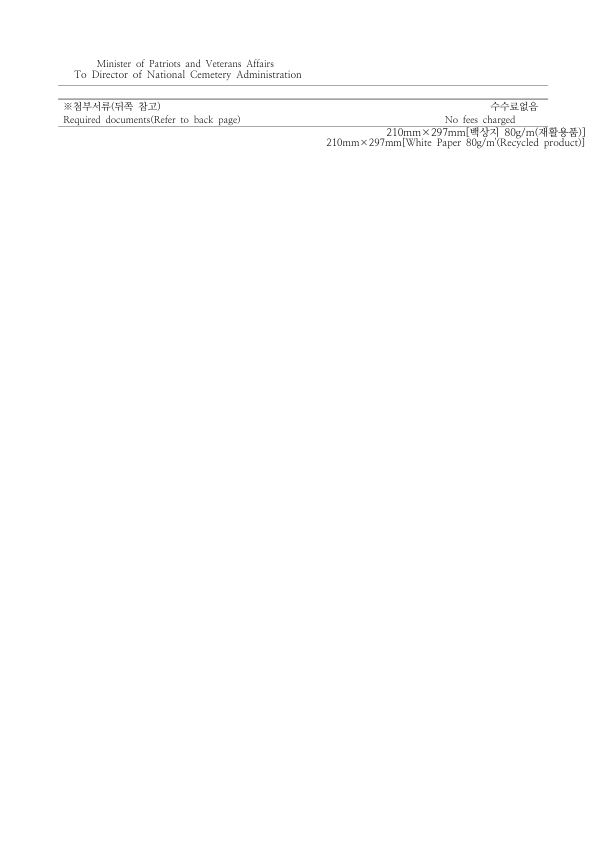 Minister of Patriots and Veterans Affairs
To Director of National Cemetery Administration
※첨부서류(뒤쪽 참고) 수수료없음
Required documents(Refer to back page) No fees charged
210mm×297mm[백상지 80g/m(재활용품)]
210mm×297mm[White Paper 80g/m'(Recycled product)]